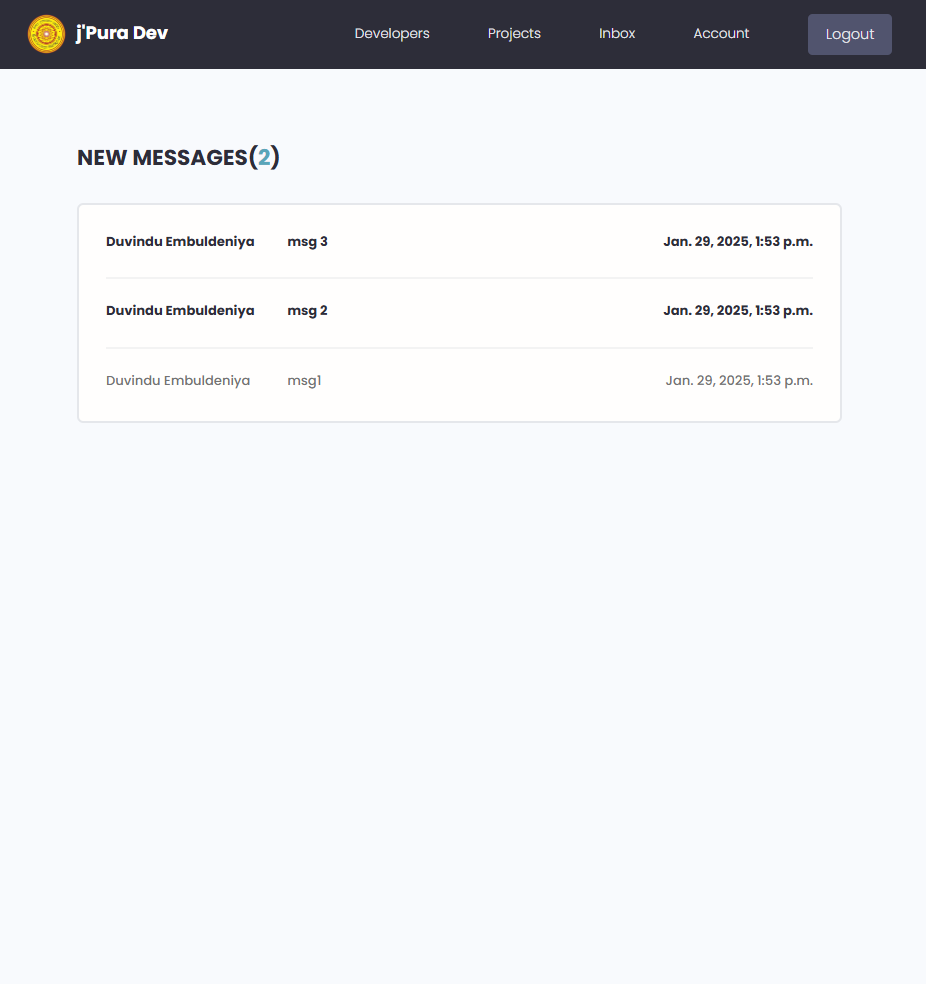 j'Pura Dev Developers Projects Inbox Account Logout
NEW MESSAGES(2)
Duvindu Embuldeniya msg 3 Jan. 29, 2025, 1:53 p.m.
Duvindu Embuldeniya msg 2 Jan. 29, 2025, 1:53 p.m.
Duvindu Embuldeniya msg1 Jan. 29, 2025, 1:53 p.m.